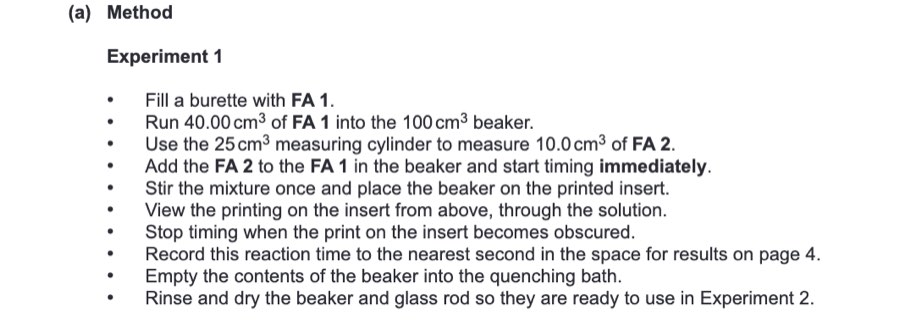 (a) Method
Experiment 1
• Fill a burette with FA 1.
• Run 40.00 cm³ of FA 1 into the 100 cm³ beaker.
• Use the 25 cm³ measuring cylinder to measure 10.0 cm³ of FA 2.
• Add the FA 2 to the FA 1 in the beaker and start timing immediately.
• Stir the mixture once and place the beaker on the printed insert.
• View the printing on the insert from above, through the solution.
• Stop timing when the print on the insert becomes obscured.
• Record this reaction time to the nearest second in the space for results on page 4.
• Empty the contents of the beaker into the quenching bath.
• Rinse and dry the beaker and glass rod so they are ready to use in Experiment 2.